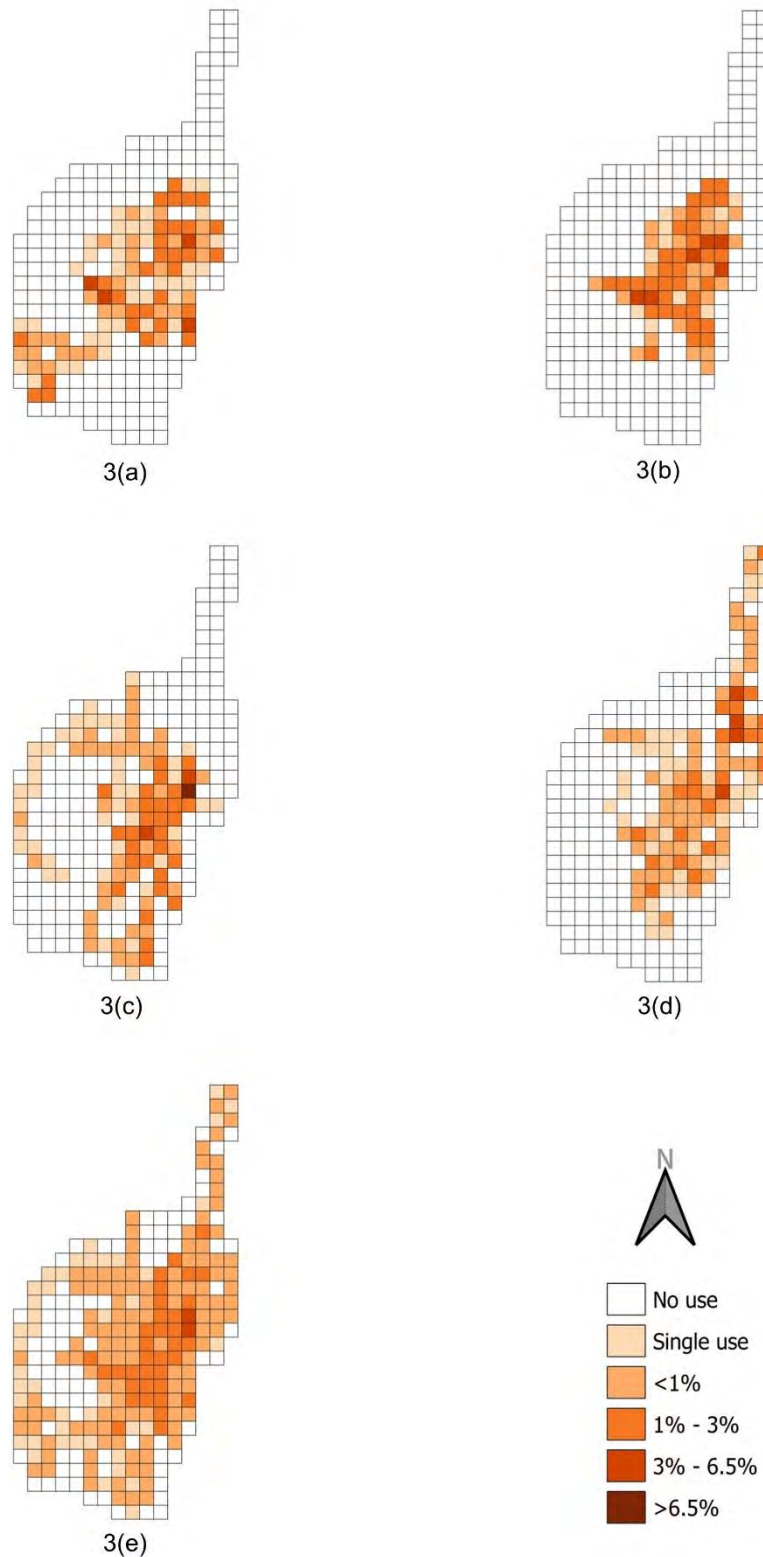 3(a)
3(b)
3(c)
3(d)
3(e)
N
No use
Single use
<1%
1% - 3%
3% - 6.5%
>6.5%